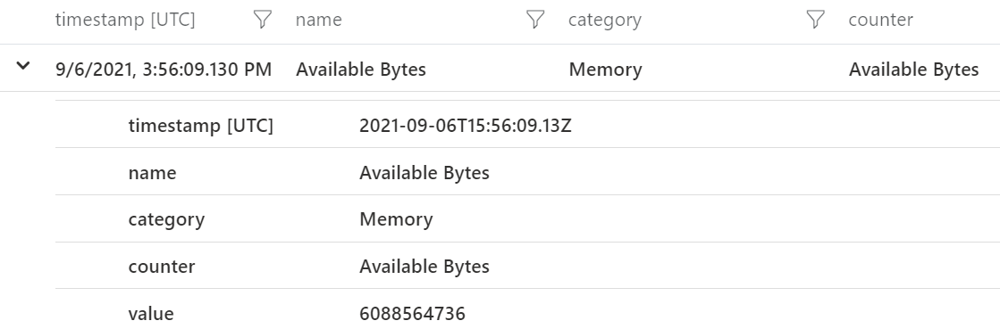 timestamp [UTC] name category counter
9/6/2021, 3:56:09.130 PM Available Bytes Memory Available Bytes
timestamp [UTC] 2021-09-06T15:56:09.13Z
name Available Bytes
category Memory
counter Available Bytes
value 6088564736